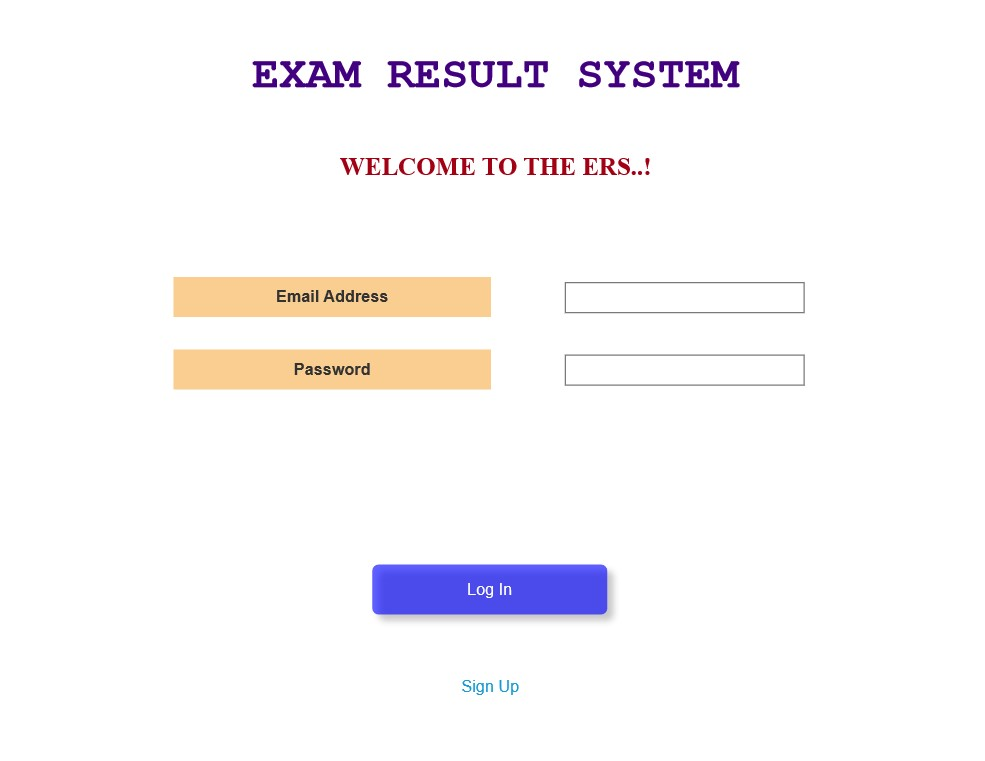 EXAM RESULT SYSTEM
WELCOME TO THE ERS..!
Email Address
Password
Log In
Sign Up